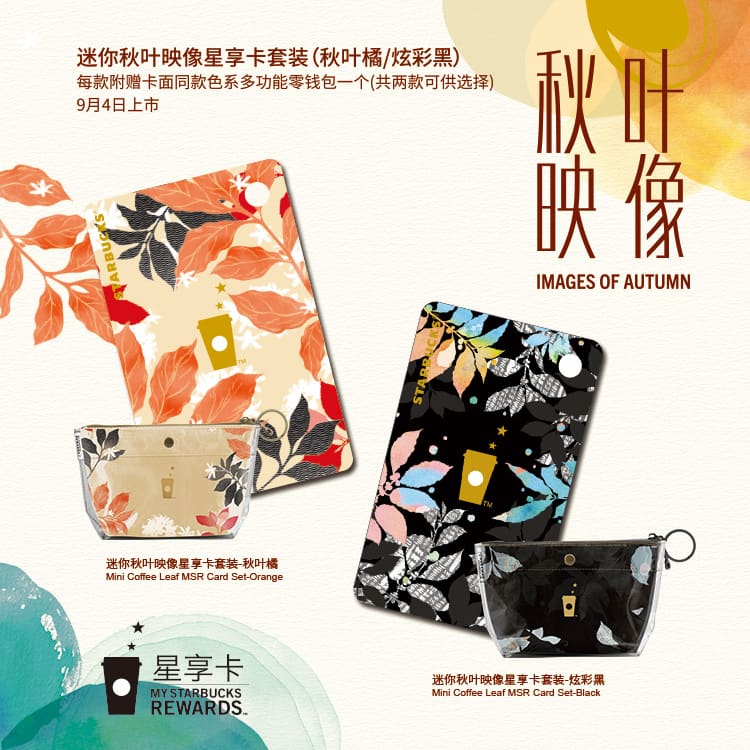 迷你秋叶映像星享卡套装(秋叶橘/炫彩黑)
每款附赠卡面同款色系多功能零钱包一个(共两款可供选择)
9月4日上市
秋叶
映像
IMAGES OF AUTUMN
STARBUCKS
TM
STARBUCKS
TM
迷你秋叶映像星享卡套装-秋叶橘
Mini Coffee Leaf MSR Card Set-Orange
迷你秋叶映像星享卡套装-炫彩黑
Mini Coffee Leaf MSR Card Set-Black
星享卡
MY STARBUCKS
REWARDS™